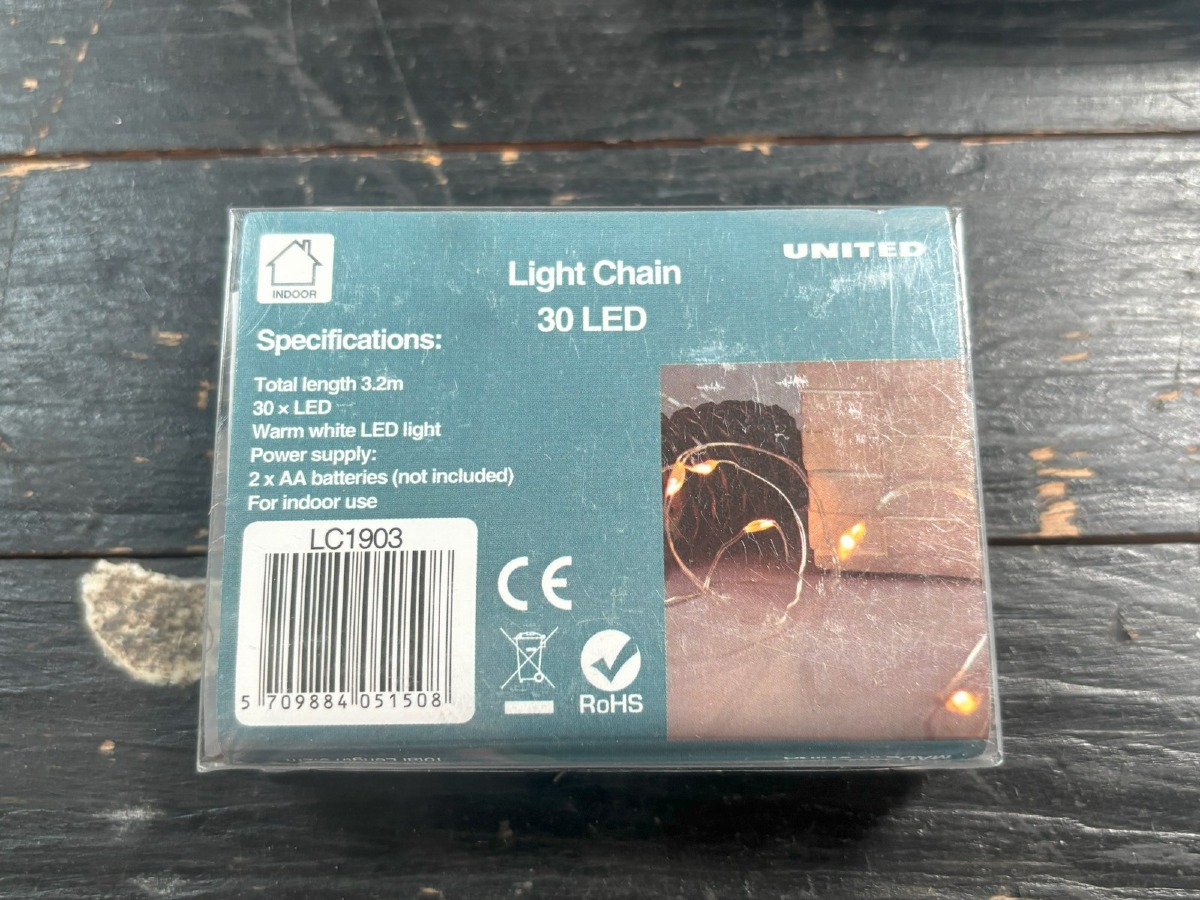 INDOOR
UNITED
Light Chain
30 LED
Specifications:
Total length 3.2m
30 × LED
Warm white LED light
Power supply:
2 x AA batteries (not included)
For indoor use
LC1903
5 709884 051508
CE
RoHS